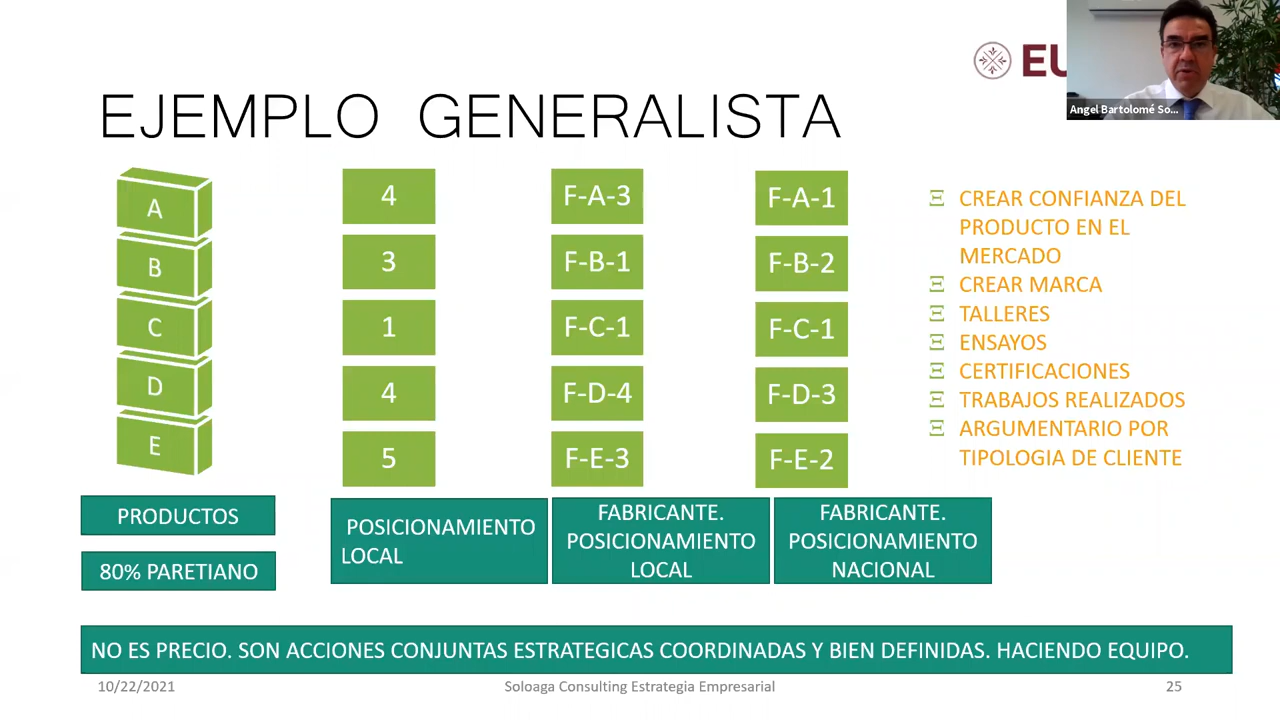 EU
Angel Bartolomé So...
EJEMPLO GENERALISTA
A
B
C
D
E
4
3
1
4
5
F-A-3
F-B-1
F-C-1
F-D-4
F-E-3
F-A-1
F-B-2
F-C-1
F-D-3
F-E-2
Ξ CREAR CONFIANZA DEL
PRODUCTO EN EL
MERCADO
Ξ CREAR MARCA
Ξ TALLERES
Ξ ENSAYOS
Ξ CERTIFICACIONES
Ξ TRABAJOS REALIZADOS
Ξ ARGUMENTARIO POR
TIPOLOGIA DE CLIENTE
PRODUCTOS
80% PARETIANO
POSICIONAMIENTO
LOCAL
FABRICANTE.
POSICIONAMIENTO
LOCAL
FABRICANTE.
POSICIONAMIENTO
NACIONAL
NO ES PRECIO. SON ACCIONES CONJUNTAS ESTRATEGICAS COORDINADAS Y BIEN DEFINIDAS. HACIENDO EQUIPO.
10/22/2021
Soloaga Consulting Estrategia Empresarial
25